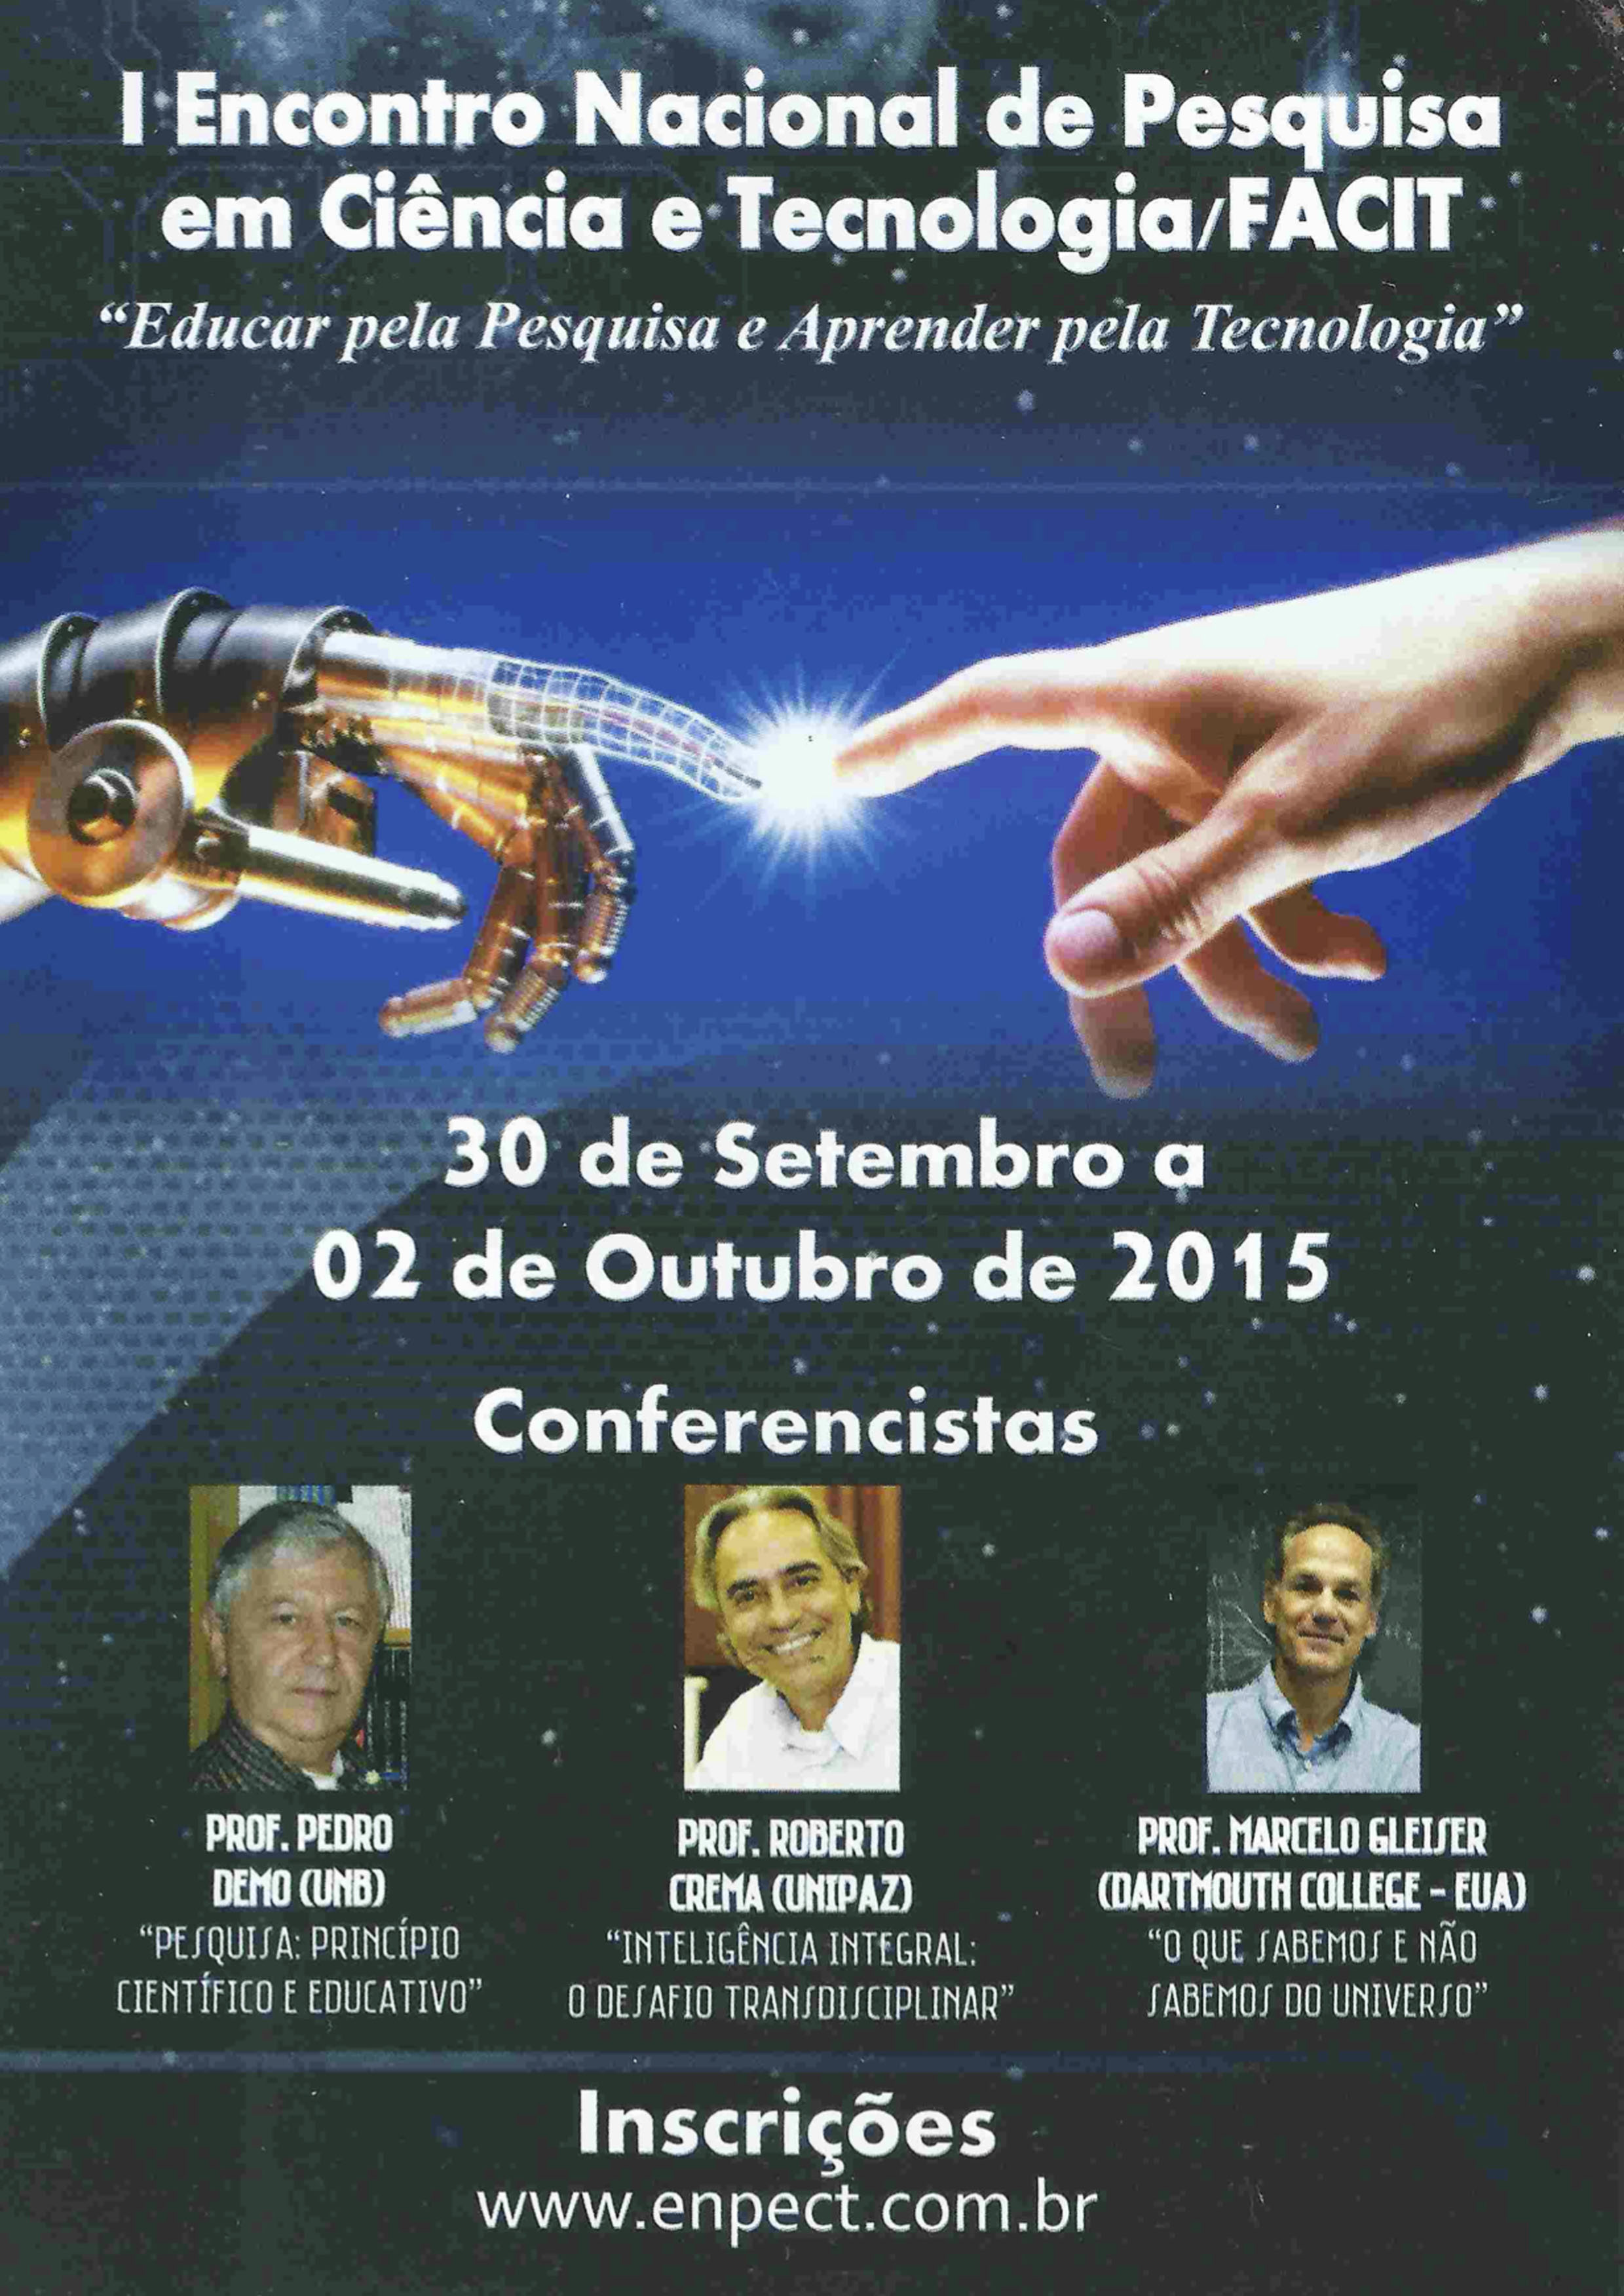 I Encontro Nacional de Pesquisa
em Ciência e Tecnologia/FACIT
“Educar pela Pesquisa e Aprender pela Tecnologia”
30 de Setembro a
02 de Outubro de 2015
Conferencistas
PROF. PEDRO
DEMO (UNB)
“PESQUISA: PRINCÍPIO
CIENTÍFICO E EDUCATIVO”
PROF. ROBERTO
CREMA (UNIPAZ)
“INTELIGÊNCIA INTEGRAL:
O DESAFIO TRANSDISCIPLINAR”
PROF. MARCELO GLEISER
(DARTMOUTH COLLEGE – EUA)
“O QUE SABEMOS E NÃO
SABEMOS DO UNIVERSO”
Inscrições
www.enpect.com.br